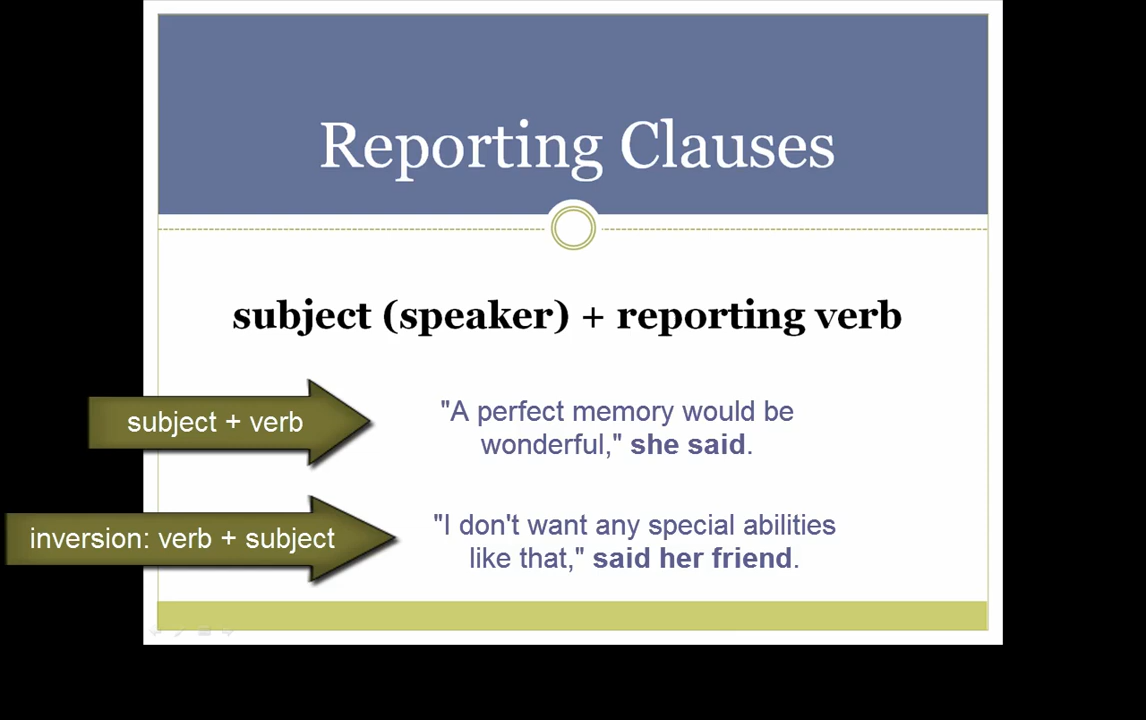 Reporting Clauses
subject (speaker) + reporting verb
subject + verb
"A perfect memory would be
wonderful," she said.
inversion: verb + subject
"I don't want any special abilities
like that," said her friend.